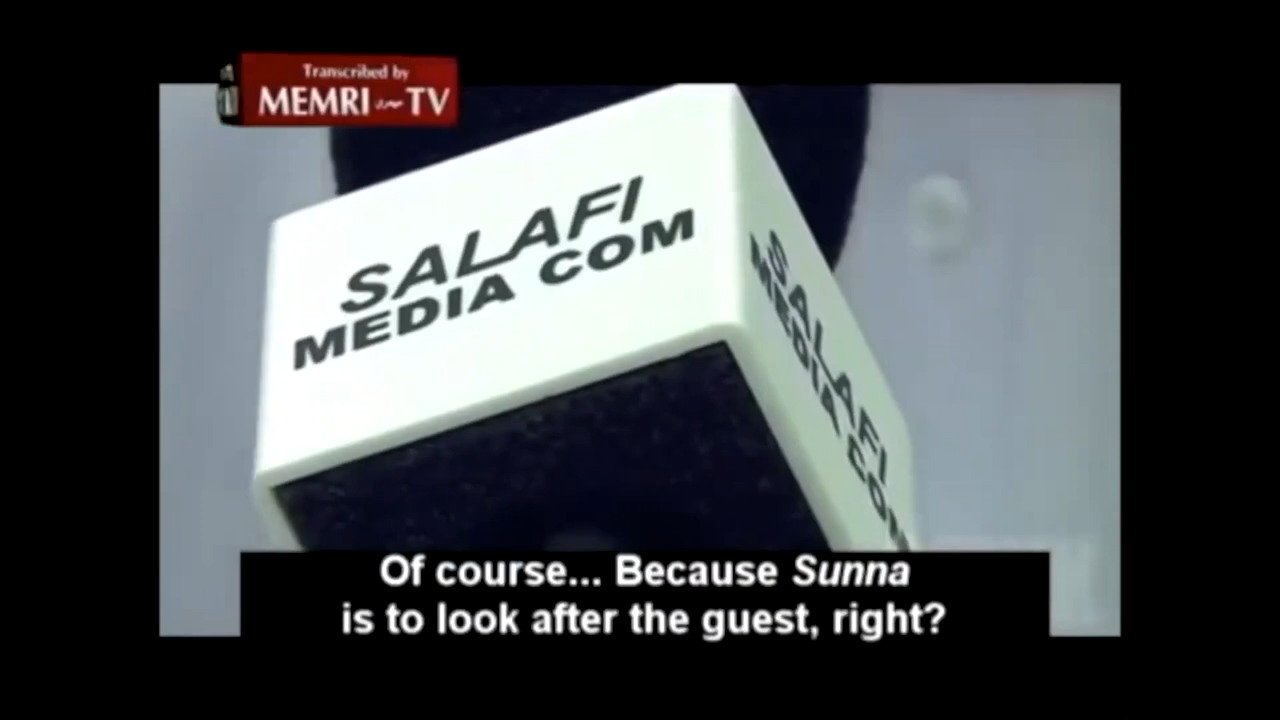 Transcribed by
MEMRI TV
SALAFI
MEDIA COM
SALAFI
MEDIA COM
Of course... Because Sunna
is to look after the guest, right?